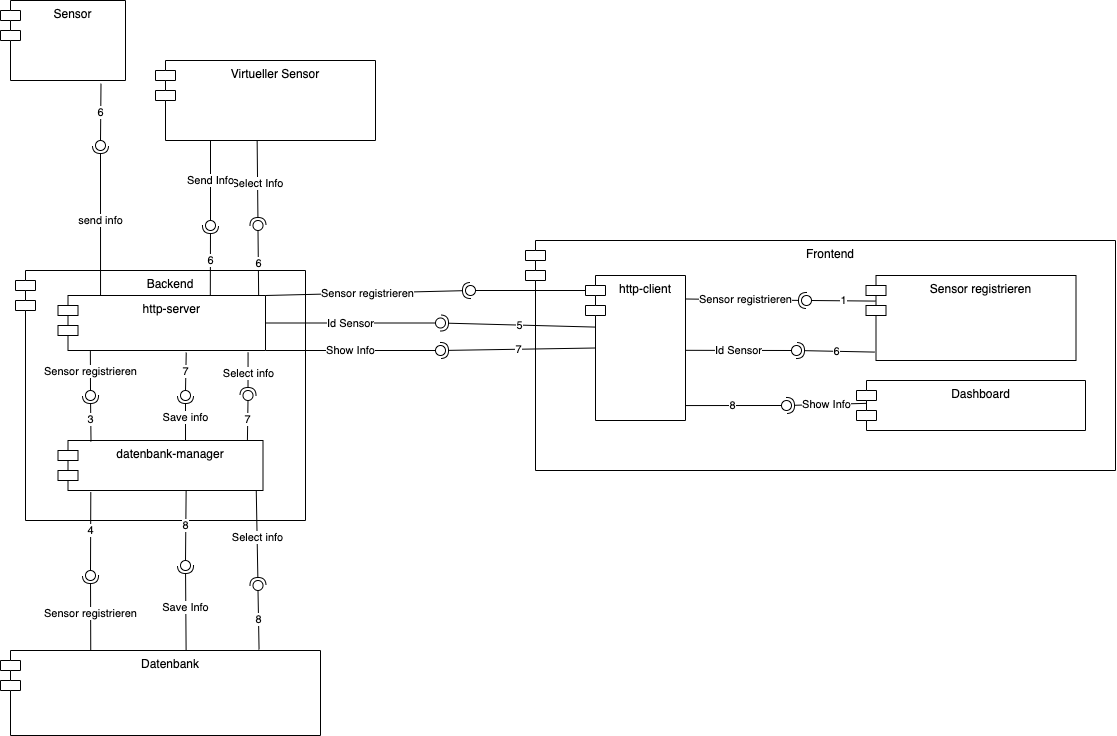 Sensor
Virtueller Sensor
6
Send Info
Select Info
send info
6
6
Backend
http-server
Sensor registrieren
Id Sensor
5
Show Info
7
Frontend
http-client
Sensor registrieren
1
Sensor registrieren
Id Sensor
6
8
Show Info
Dashboard
Sensor registrieren
7
Select info
3
Save info
7
datenbank-manager
4
8
Select info
Sensor registrieren
Save Info
8
Datenbank